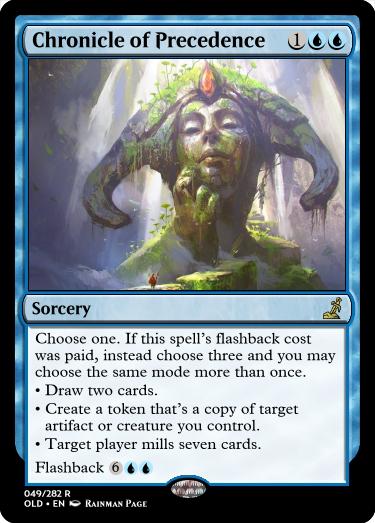 Chronicle of Precedence 1
Sorcery
Choose one. If this spell's flashback cost
was paid, instead choose three and you may
choose the same mode more than once.
• Draw two cards.
• Create a token that's a copy of target
artifact or creature you control.
• Target player mills seven cards.
Flashback 6
049/282 R
OLD • EN Rainman Page